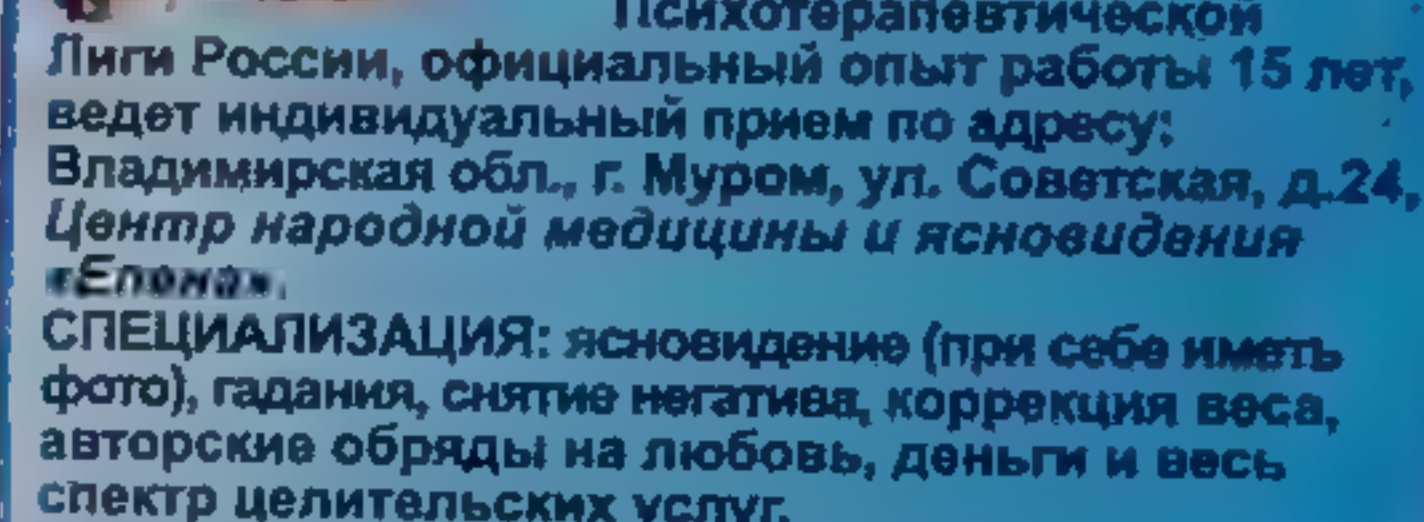 Психотерапевтической
Лиги России, официальный опыт работы 15 лет,
ведет индивидуальный прием по адресу:
Владимирская обл., г. Муром, ул. Советская, д.24,
Центр народной медицины и ясновидения
«Елена».
СПЕЦИАЛИЗАЦИЯ: ясновидение (при себе иметь
фото), гадания, снятие негатива, коррекция веса,
авторские обряды на любовь, деньги и весь
спектр целительских услуг.